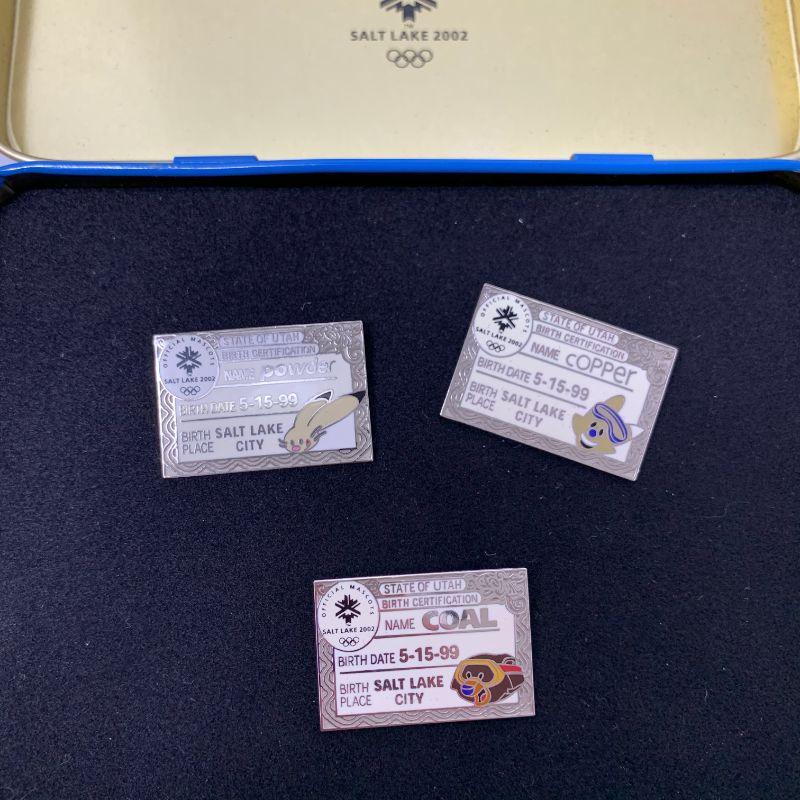 SALT LAKE 2002
OFFICIAL MASCOTS
SALT LAKE 2002
STATE OF UTAH
BIRTH CERTIFICATION
NAME powder
BIRTH DATE 5-15-99
BIRTH PLACE SALT LAKE CITY
OFFICIAL MASCOTS
SALT LAKE 2002
STATE OF UTAH
BIRTH CERTIFICATION
NAME COPPER
BIRTH DATE 5-15-99
BIRTH PLACE SALT LAKE CITY
OFFICIAL MASCOTS
SALT LAKE 2002
STATE OF UTAH
BIRTH CERTIFICATION
NAME COAL
BIRTH DATE 5-15-99
BIRTH PLACE SALT LAKE CITY